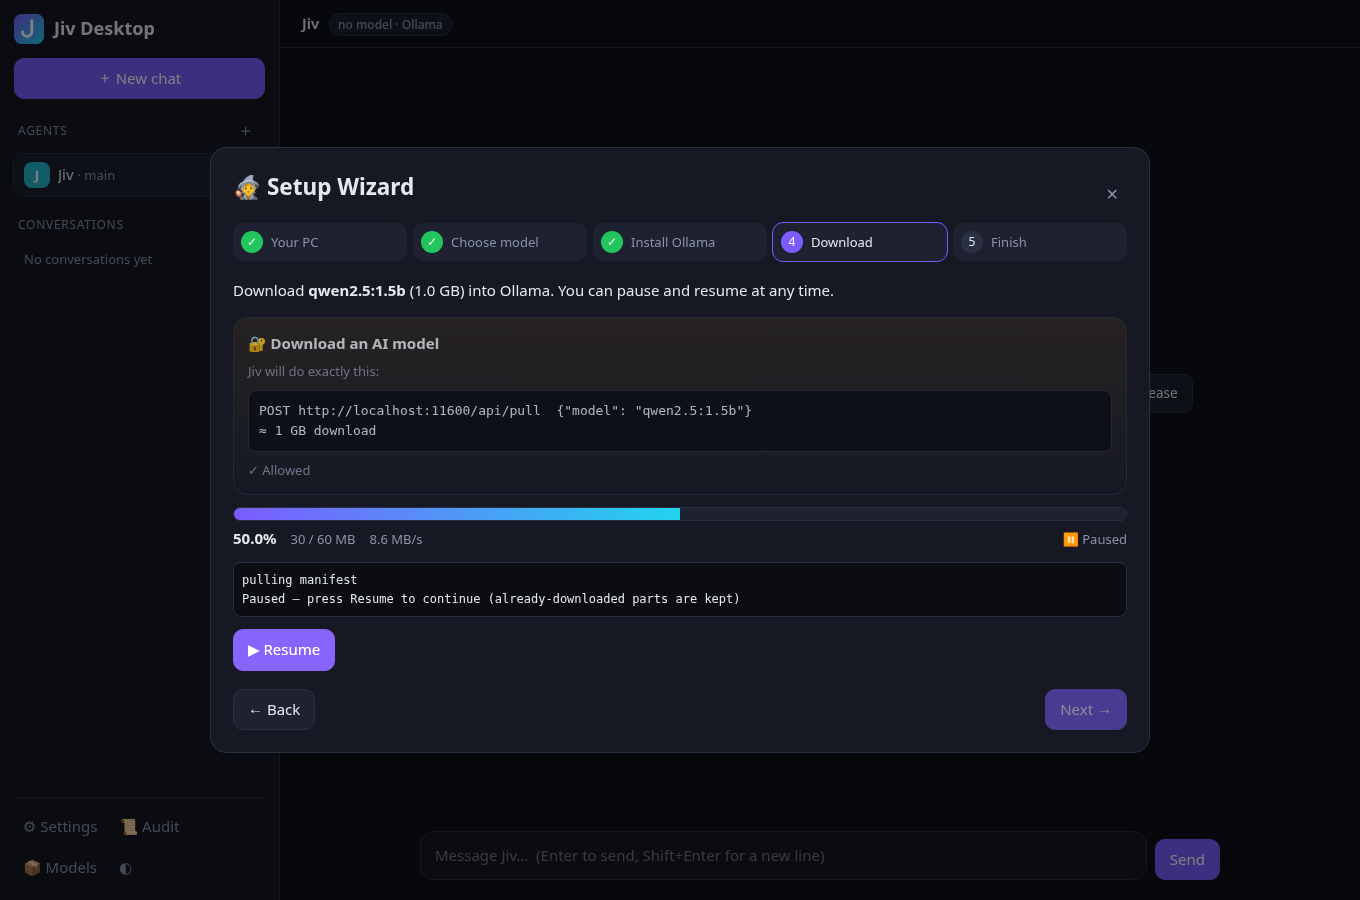 Jiv Desktop
+ New chat
AGENTS +
J Jiv · main
CONVERSATIONS
No conversations yet
Jiv no model · Ollama
Setup Wizard ×
✓ Your PC ✓ Choose model ✓ Install Ollama 4 Download 5 Finish
Download qwen2.5:1.5b (1.0 GB) into Ollama. You can pause and resume at any time.
Download an AI model
Jiv will do exactly this:
POST http://localhost:11600/api/pull {"model": "qwen2.5:1.5b"}
≈ 1 GB download
✓ Allowed
50.0% 30 / 60 MB 8.6 MB/s ⏸ Paused
pulling manifest
Paused — press Resume to continue (already-downloaded parts are kept)
▶ Resume
← Back Next →
⚙ Settings Audit
Models
Message Jiv… (Enter to send, Shift+Enter for a new line)
Send